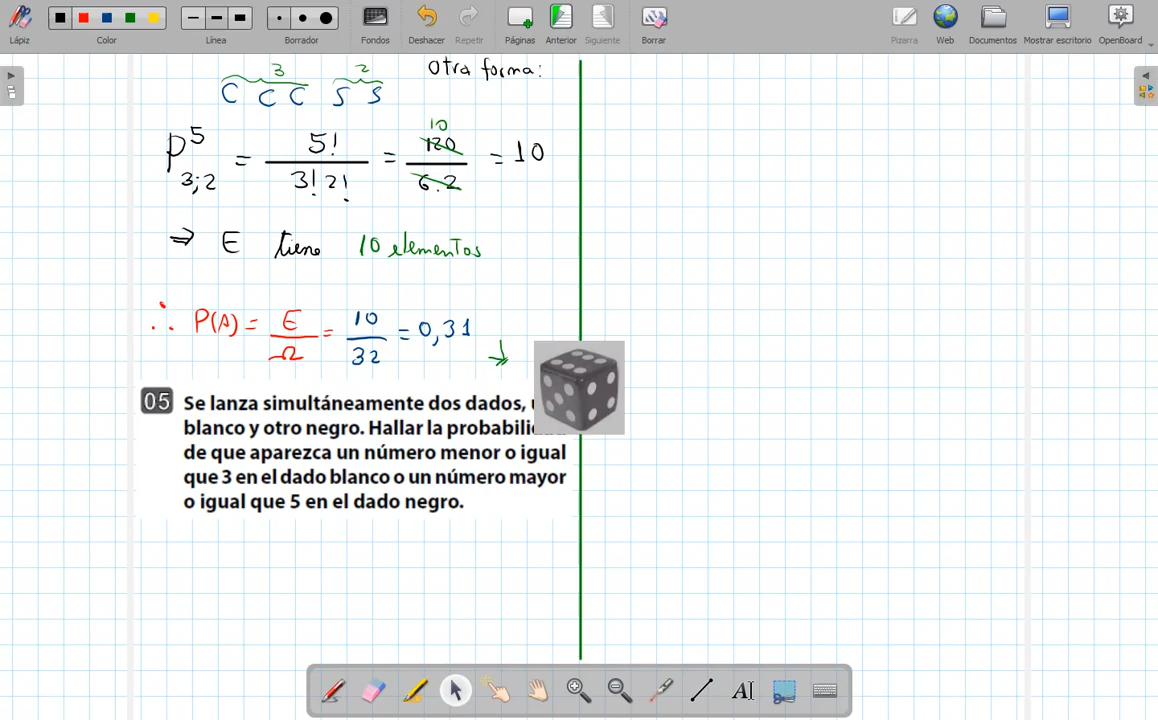 Lápiz
Color
Línea
Borrador
Fondos
Deshacer
Repetir
Páginas
Anterior
Siguiente
Borrar
Pizarra
Web
Documentos
Mostrar escritorio
OpenBoard
Otra forma:
3 2
C C C S S
P 5 3;2 = 5! / 3! 2! = 120 / 6.2 = 10
10
⇒ E tiene 10 elementos
∴ P(A) = E / Ω = 10 / 32 = 0,31
05 Se lanza simultáneamente dos dados,
blanco y otro negro. Hallar la
de que aparezca un número menor o igual
que 3 en el dado blanco o un número mayor
o igual que 5 en el dado negro.